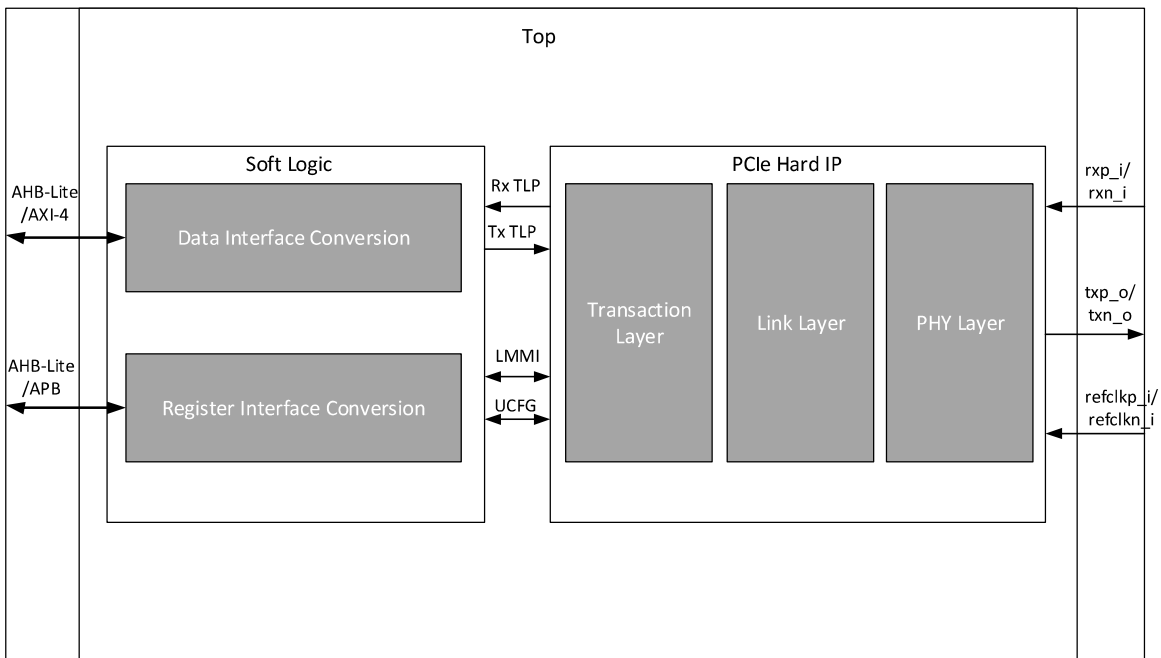 Top
Soft Logic
PCIe Hard IP
AHB-Lite
/AXI-4
Data Interface Conversion
Rx TLP
Tx TLP
rxp_i/
rxn_i
Transaction
Layer
Link Layer
PHY Layer
txp_o/
txn_o
AHB-Lite
/APB
Register Interface Conversion
LMMI
UCFG
refclkp_i/
refclkn_i